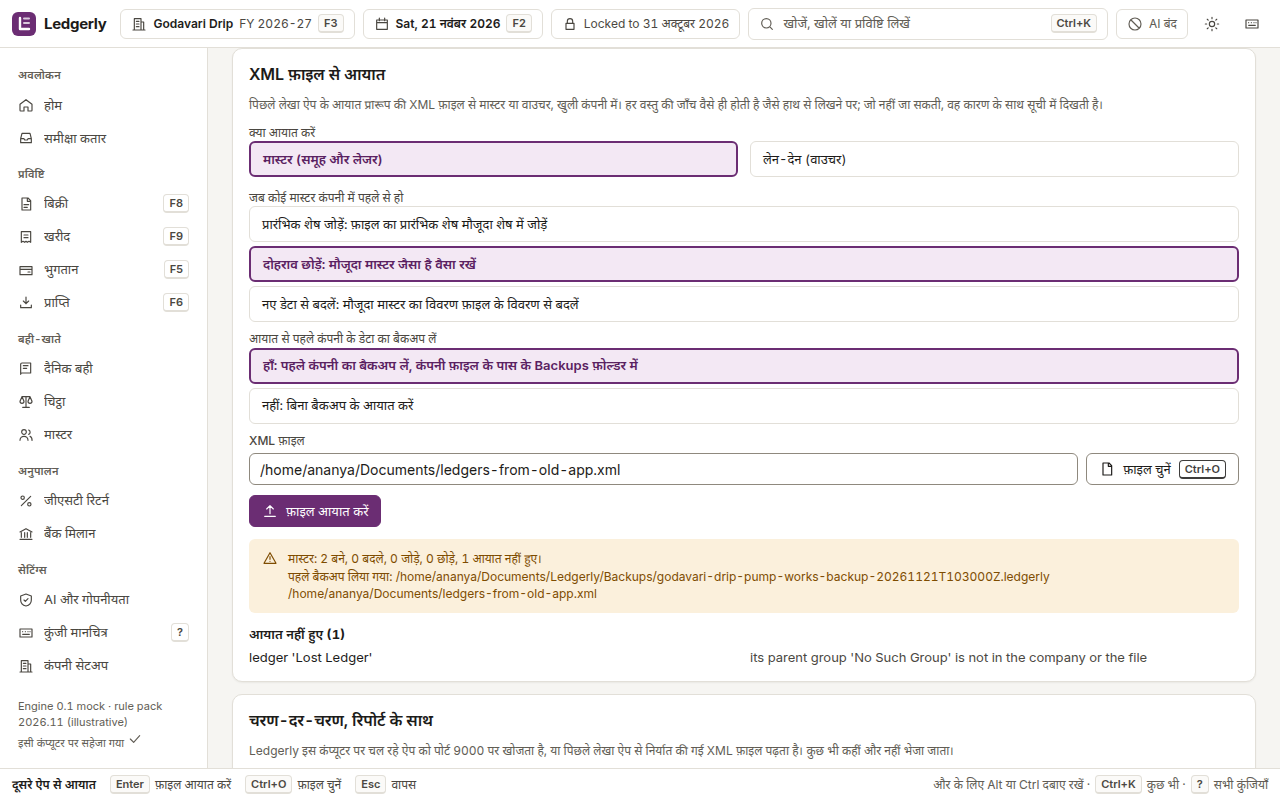 Ledgerly
Godavari Drip FY 2026-27 F3
Sat, 21 नवंबर 2026 F2
Locked to 31 अक्टूबर 2026
खोजें, खोलें या प्रविष्टि लिखें Ctrl+K
AI बंद
अवलोकन
होम
समीक्षा कतार
प्रविष्टि
बिक्री F8
खरीद F9
भुगतान F5
प्राप्ति F6
बही-खाते
दैनिक बही
चिट्ठा
मास्टर
अनुपालन
जीएसटी रिटर्न
बैंक मिलान
सेटिंग्स
AI और गोपनीयता
कुंजी मानचित्र ?
कंपनी सेटअप
Engine 0.1 mock · rule pack
2026.11 (illustrative)
इसी कंप्यूटर पर सहेजा गया
XML फ़ाइल से आयात
पिछले लेखा ऐप के आयात प्रारूप की XML फ़ाइल से मास्टर या वाउचर, खुली कंपनी में। हर वस्तु की जाँच वैसे ही होती है जैसे हाथ से लिखने पर; जो नहीं जा सकती, वह कारण के साथ सूची में दिखती है।
क्या आयात करें
मास्टर (समूह और लेजर)
लेन-देन (वाउचर)
जब कोई मास्टर कंपनी में पहले से हो
प्रारंभिक शेष जोड़ें: फ़ाइल का प्रारंभिक शेष मौजूदा शेष में जोड़ें
दोहराव छोड़ें: मौजूदा मास्टर जैसा है वैसा रखें
नए डेटा से बदलें: मौजूदा मास्टर का विवरण फ़ाइल के विवरण से बदलें
आयात से पहले कंपनी के डेटा का बैकअप लें
हाँ: पहले कंपनी का बैकअप लें, कंपनी फ़ाइल के पास के Backups फ़ोल्डर में
नहीं: बिना बैकअप के आयात करें
XML फ़ाइल
/home/ananya/Documents/ledgers-from-old-app.xml
फ़ाइल चुनें Ctrl+O
फ़ाइल आयात करें
मास्टर: 2 बने, 0 बदले, 0 जोड़े, 0 छोड़े, 1 आयात नहीं हुए।
पहले बैकअप लिया गया: /home/ananya/Documents/Ledgerly/Backups/godavari-drip-pump-works-backup-20261121T103000Z.ledgerly
/home/ananya/Documents/ledgers-from-old-app.xml
आयात नहीं हुए (1)
ledger 'Lost Ledger' its parent group 'No Such Group' is not in the company or the file
चरण-दर-चरण, रिपोर्ट के साथ
Ledgerly इस कंप्यूटर पर चल रहे ऐप को पोर्ट 9000 पर खोजता है, या पिछले लेखा ऐप से निर्यात की गई XML फ़ाइल पढ़ता है। कुछ भी कहीं और नहीं भेजा जाता।
दूसरे ऐप से आयात Enter फ़ाइल आयात करें Ctrl+O फ़ाइल चुनें Esc वापस
और के लिए Alt या Ctrl दबाए रखें · Ctrl+K कुछ भी · ? सभी कुंजियाँ